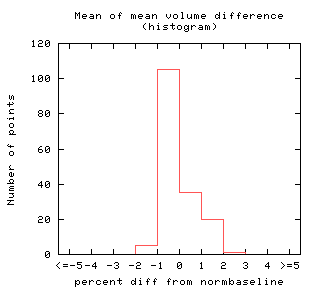 Mean of mean volume difference
(histogram)
120
100
80
60
40
20
0
Number of points
<=-5 -4 -3 -2 -1 0 1 2 3 4 >=5
percent diff from normbaseline